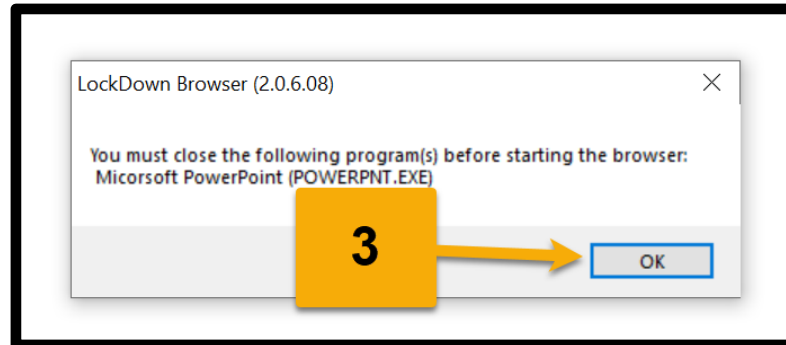 LockDown Browser (2.0.6.08)
You must close the following program(s) before starting the browser:
Micorsoft PowerPoint (POWERPNT.EXE)
3
OK